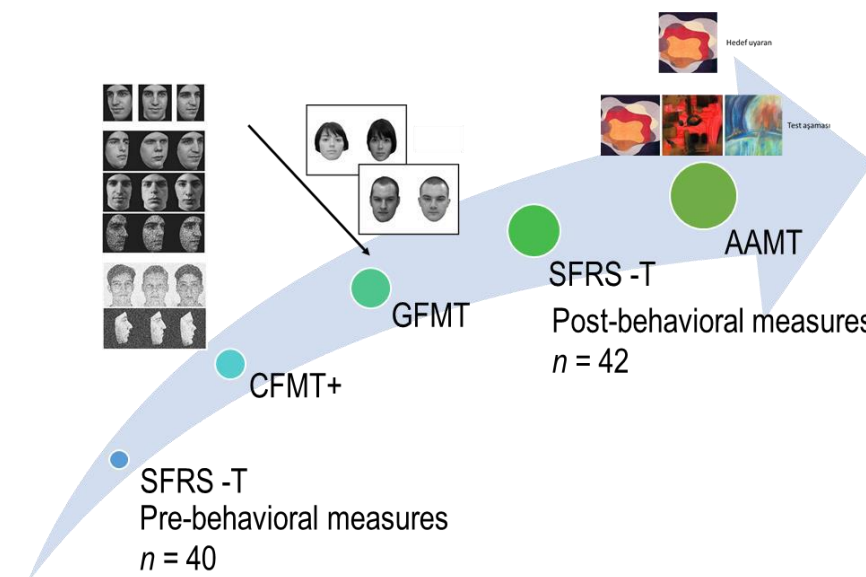 Hedef uyaran
Test aşaması
AAMT
SFRS -T
Post-behavioral measures
n = 42
GFMT
CFMT+
SFRS -T
Pre-behavioral measures
n = 40